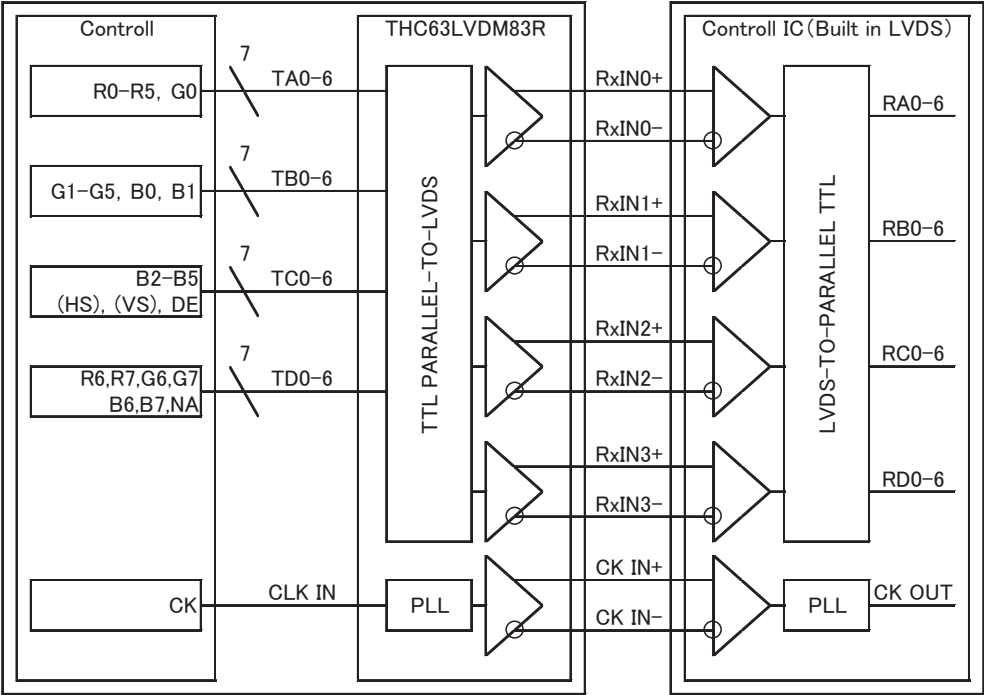 Controll
THC63LVDM83R
Controll IC(Built in LVDS)
R0-R5, G0
7
TA0-6
RxIN0+
RxIN0-
RA0-6
G1-G5, B0, B1
7
TB0-6
RxIN1+
RxIN1-
RB0-6
B2-B5
(HS), (VS), DE
7
TC0-6
RxIN2+
RxIN2-
RC0-6
R6,R7,G6,G7
B6,B7,NA
7
TD0-6
RxIN3+
RxIN3-
RD0-6
TTL PARALLEL-TO-LVDS
LVDS-TO-PARALLEL TTL
CK
CLK IN
PLL
CK IN+
CK IN-
PLL
CK OUT